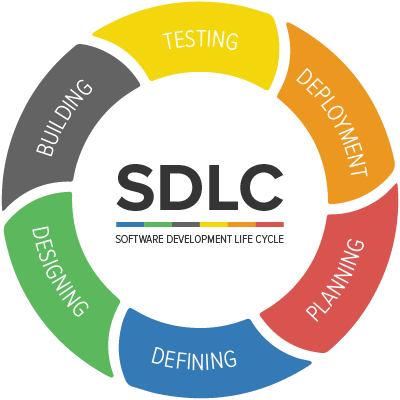 SDLC
SOFTWARE DEVELOPMENT LIFE CYCLE
PLANNING
DEFINING
DESIGNING
BUILDING
TESTING
DEPLOYMENT